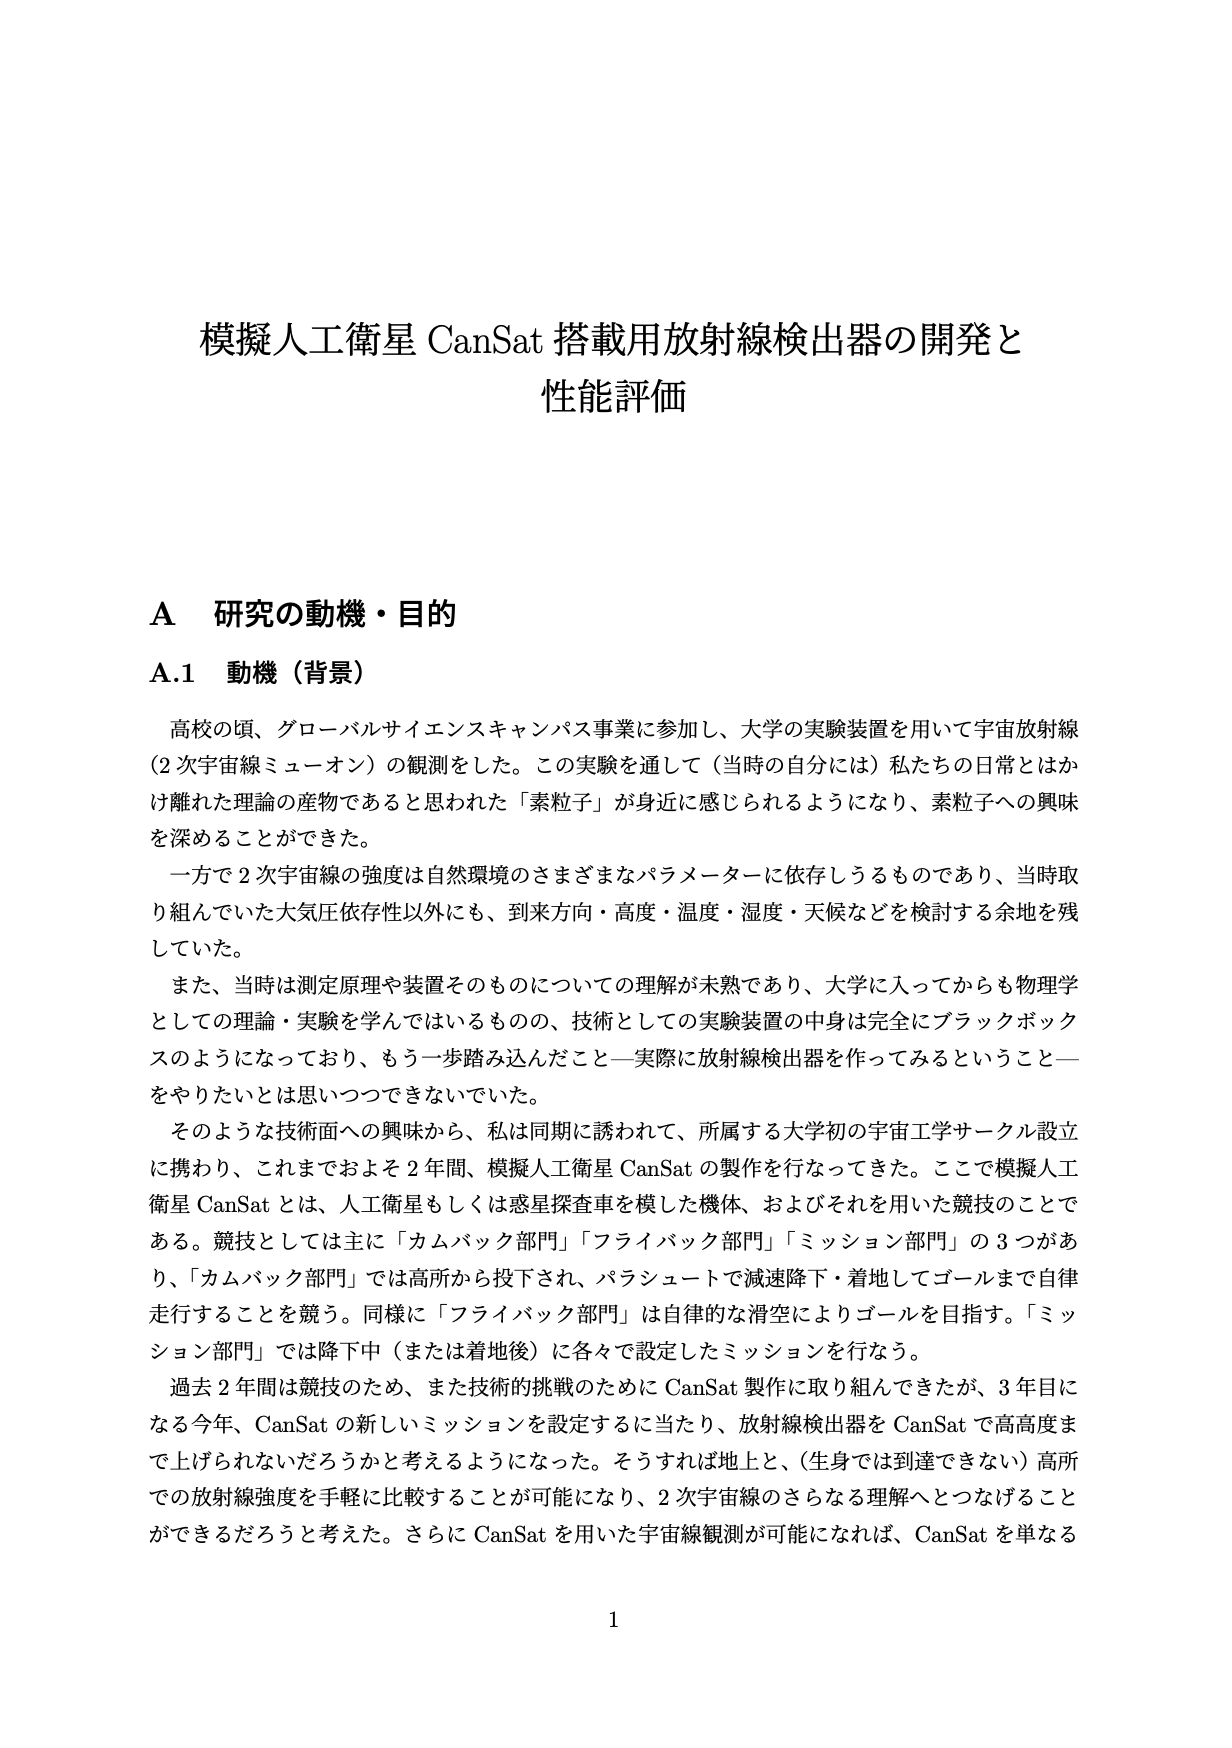 模擬人工衛星 CanSat 搭載用放射線検出器の開発と
性能評価
A 研究の動機・目的
A.1 動機（背景）
高校の頃、グローバルサイエンスキャンパス事業に参加し、大学の実験装置を用いて宇宙放射線
（2 次宇宙線ミューオン）の観測をした。この実験を通して（当時の自分には）私たちの日常とはか
け離れた理論の産物であると思われた「素粒子」が身近に感じられるようになり、素粒子への興味
を深めることができた。
一方で 2 次宇宙線の強度は自然環境のさまざまなパラメーターに依存しうるものであり、当時取
り組んでいた大気圧依存性以外にも、到来方向・高度・温度・湿度・天候などを検討する余地を残
していた。
また、当時は測定原理や装置そのものについての理解が未熟であり、大学に入ってからも物理学
としての理論・実験を学んではいるものの、技術としての実験装置の中身は完全にブラックボック
スのようになっており、もう一歩踏み込んだこと—実際に放射線検出器を作ってみるということ—
をやりたいとは思いつつできないでいた。
そのような技術面への興味から、私は同期に誘われて、所属する大学初の宇宙工学サークル設立
に携わり、これまでおよそ 2 年間、模擬人工衛星 CanSat の製作を行なってきた。ここで模擬人工
衛星 CanSat とは、人工衛星もしくは惑星探査車を模した機体、およびそれを用いた競技のことで
ある。競技としては主に「カムバック部門」「フライバック部門」「ミッション部門」の 3 つがあ
り、「カムバック部門」では高所から投下され、パラシュートで減速降下・着地してゴールまで自律
走行することを競う。同様に「フライバック部門」は自律的な滑空によりゴールを目指す。「ミッ
ション部門」では降下中（または着地後）に各々で設定したミッションを行なう。
過去 2 年間は競技のため、また技術的挑戦のために CanSat 製作に取り組んできたが、3 年目に
なる今年、CanSat の新しいミッションを設定するに当たり、放射線検出器を CanSat で高高度ま
で上げられないだろうかと考えるようになった。そうすれば地上と、（生身では到達できない）高所
での放射線強度を手軽に比較することが可能になり、2 次宇宙線のさらなる理解へとつなげること
ができるだろうと考えた。さらに CanSat を用いた宇宙線観測が可能になれば、CanSat を単なる
1